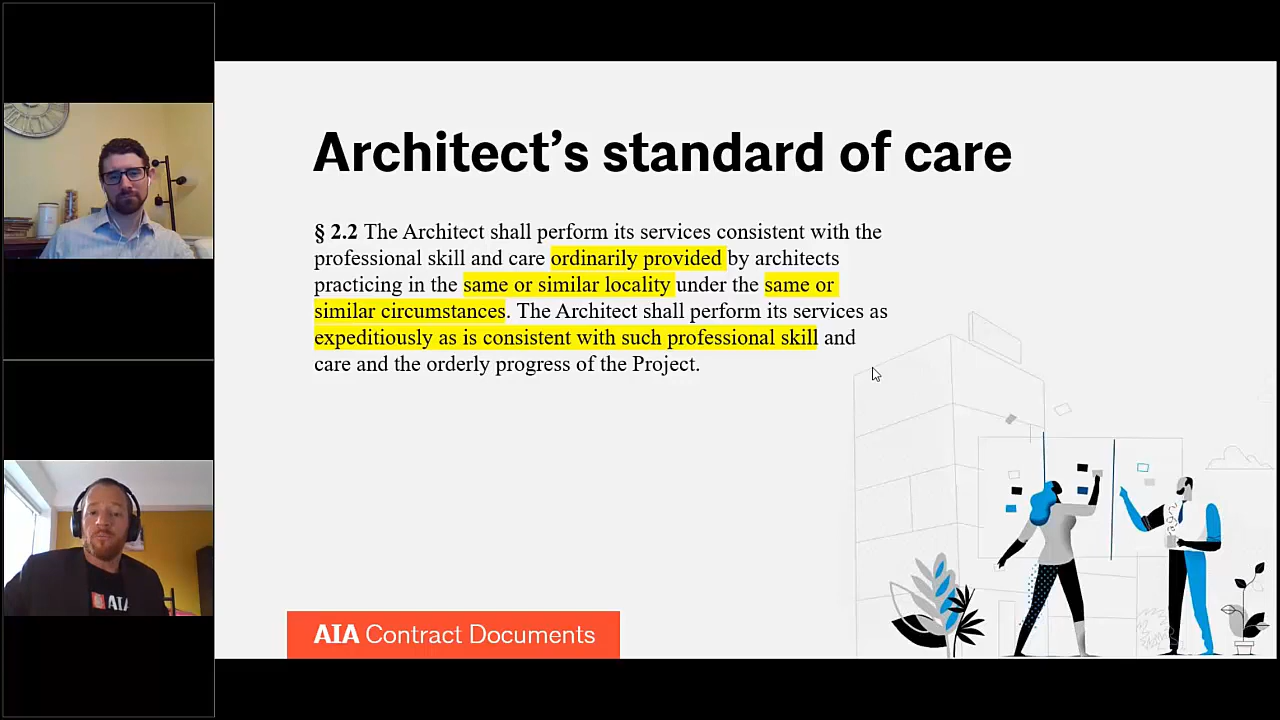 Architect’s standard of care
§ 2.2 The Architect shall perform its services consistent with the
professional skill and care ordinarily provided by architects
practicing in the same or similar locality under the same or
similar circumstances. The Architect shall perform its services as
expeditiously as is consistent with such professional skill and
care and the orderly progress of the Project.
AIA
AIA Contract Documents